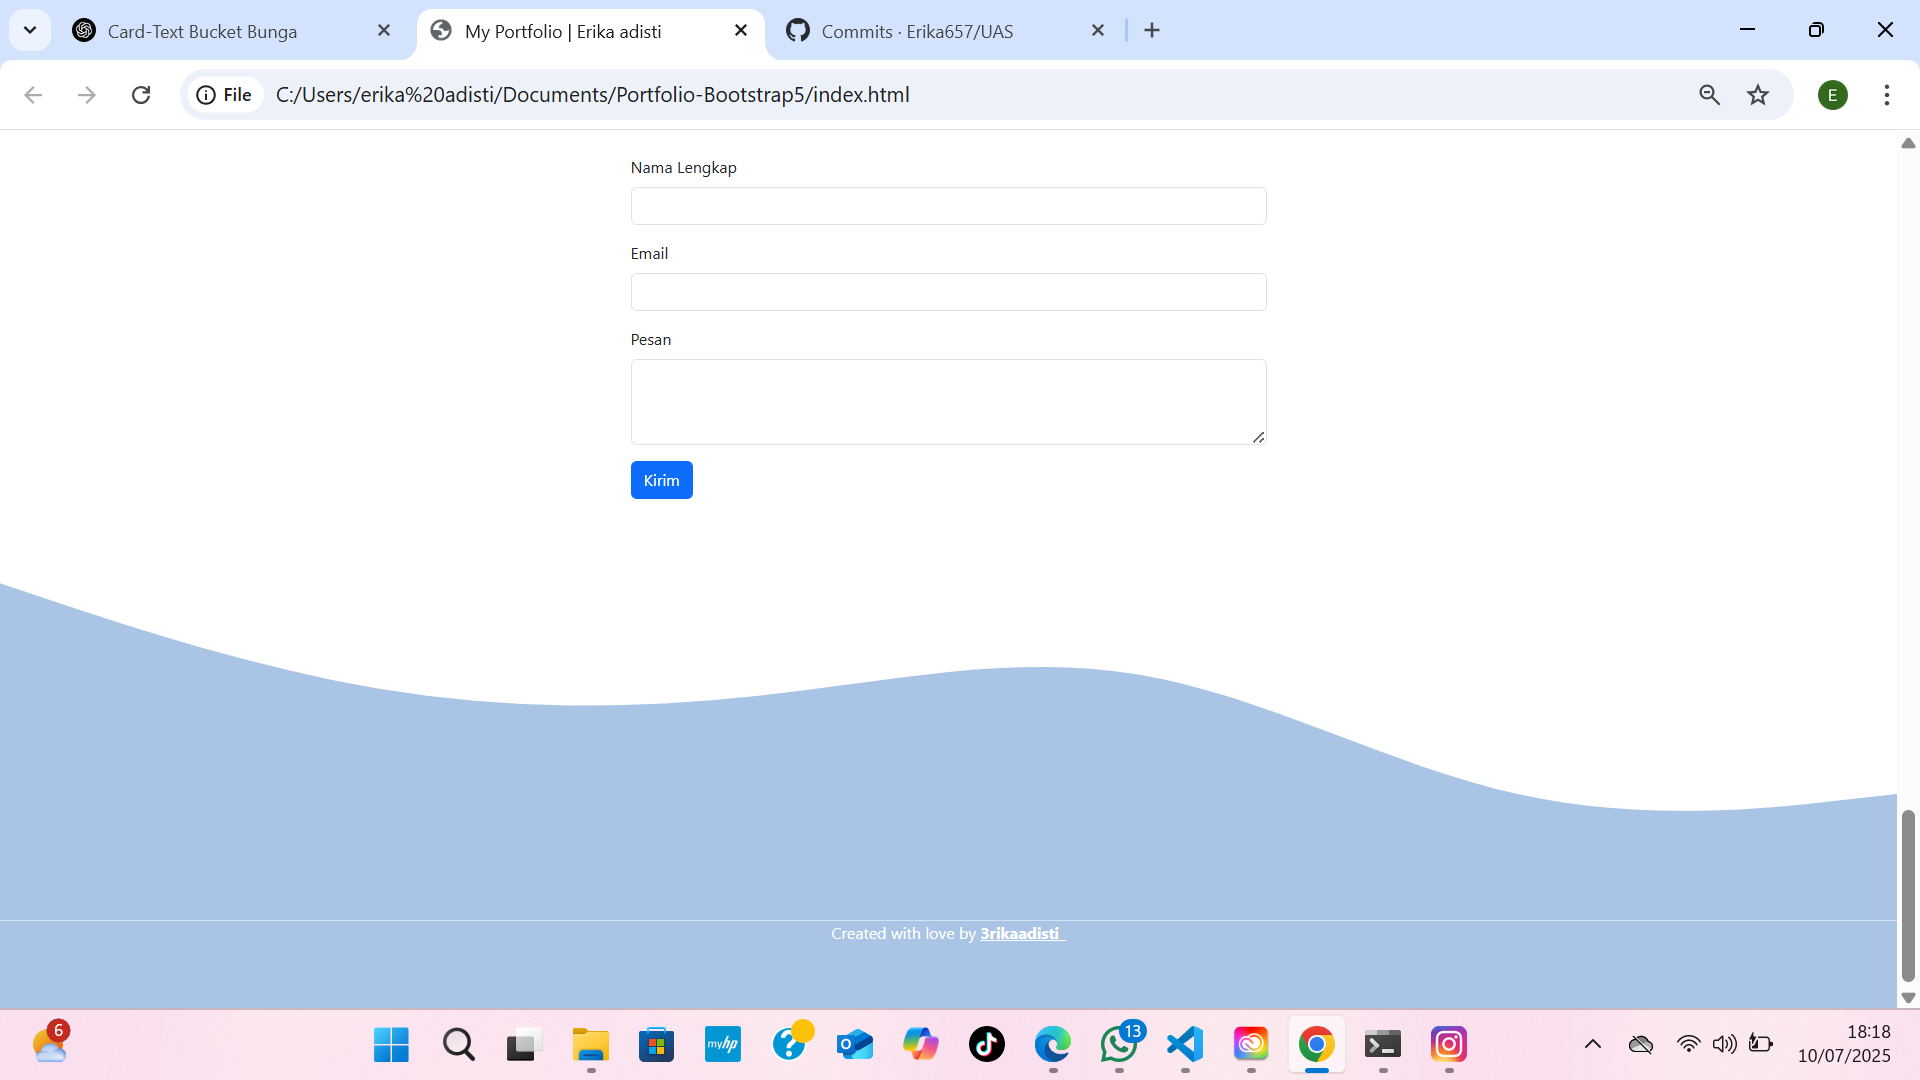 Card-Text Bucket Bunga
My Portfolio | Erika adisti
Commits · Erika657/UAS
File
C:/Users/erika%20adisti/Documents/Portfolio-Bootstrap5/index.html
E
Nama Lengkap
Email
Pesan
Kirim
Created with love by 3rikaadisti_
6
myhp
13
18:18
10/07/2025